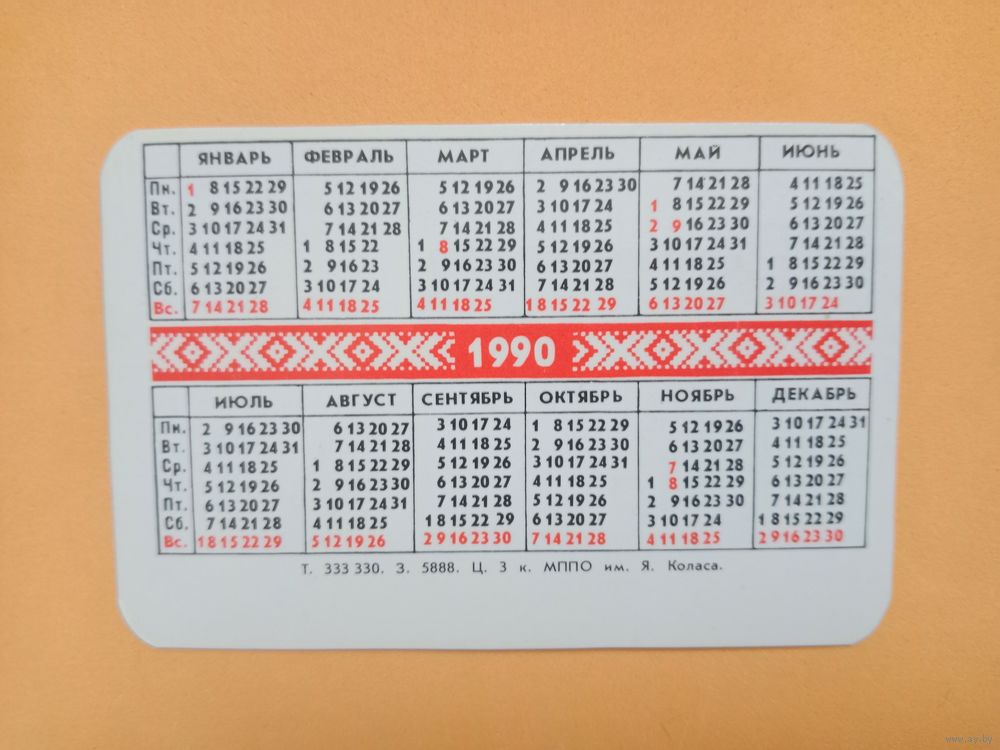 ЯНВАРЬ ФЕВРАЛЬ МАРТ АПРЕЛЬ МАЙ ИЮНЬ
Пн. 1 8 15 22 29 5 12 19 26 5 12 19 26 2 9 16 23 30 7 14 21 28 4 11 18 25
Вт. 2 9 16 23 30 6 13 20 27 6 13 20 27 3 10 17 24 1 8 15 22 29 5 12 19 26
Ср. 3 10 17 24 31 7 14 21 28 7 14 21 28 4 11 18 25 2 9 16 23 30 6 13 20 27
Чт. 4 11 18 25 1 8 15 22 1 8 15 22 29 5 12 19 26 3 10 17 24 31 7 14 21 28
Пт. 5 12 19 26 2 9 16 23 2 9 16 23 30 6 13 20 27 4 11 18 25 1 8 15 22 29
Сб. 6 13 20 27 3 10 17 24 3 10 17 24 31 7 14 21 28 5 12 19 26 2 9 16 23 30
Вс. 7 14 21 28 4 11 18 25 4 11 18 25 1 8 15 22 29 6 13 20 27 3 10 17 24
1990
ИЮЛЬ АВГУСТ СЕНТЯБРЬ ОКТЯБРЬ НОЯБРЬ ДЕКАБРЬ
Пн. 2 9 16 23 30 6 13 20 27 3 10 17 24 1 8 15 22 29 5 12 19 26 3 10 17 24 31
Вт. 3 10 17 24 31 7 14 21 28 4 11 18 25 2 9 16 23 30 6 13 20 27 4 11 18 25
Ср. 4 11 18 25 1 8 15 22 29 5 12 19 26 3 10 17 24 31 7 14 21 28 5 12 19 26
Чт. 5 12 19 26 2 9 16 23 30 6 13 20 27 4 11 18 25 1 8 15 22 29 6 13 20 27
Пт. 6 13 20 27 3 10 17 24 31 7 14 21 28 5 12 19 26 2 9 16 23 30 7 14 21 28
Сб. 7 14 21 28 4 11 18 25 1 8 15 22 29 6 13 20 27 3 10 17 24 1 8 15 22 29
Вс. 1 8 15 22 29 5 12 19 26 2 9 16 23 30 7 14 21 28 4 11 18 25 2 9 16 23 30
Т. 333 330. З. 5888. Ц. 3 к. МППО им. Я. Коласа.
www.ay.by